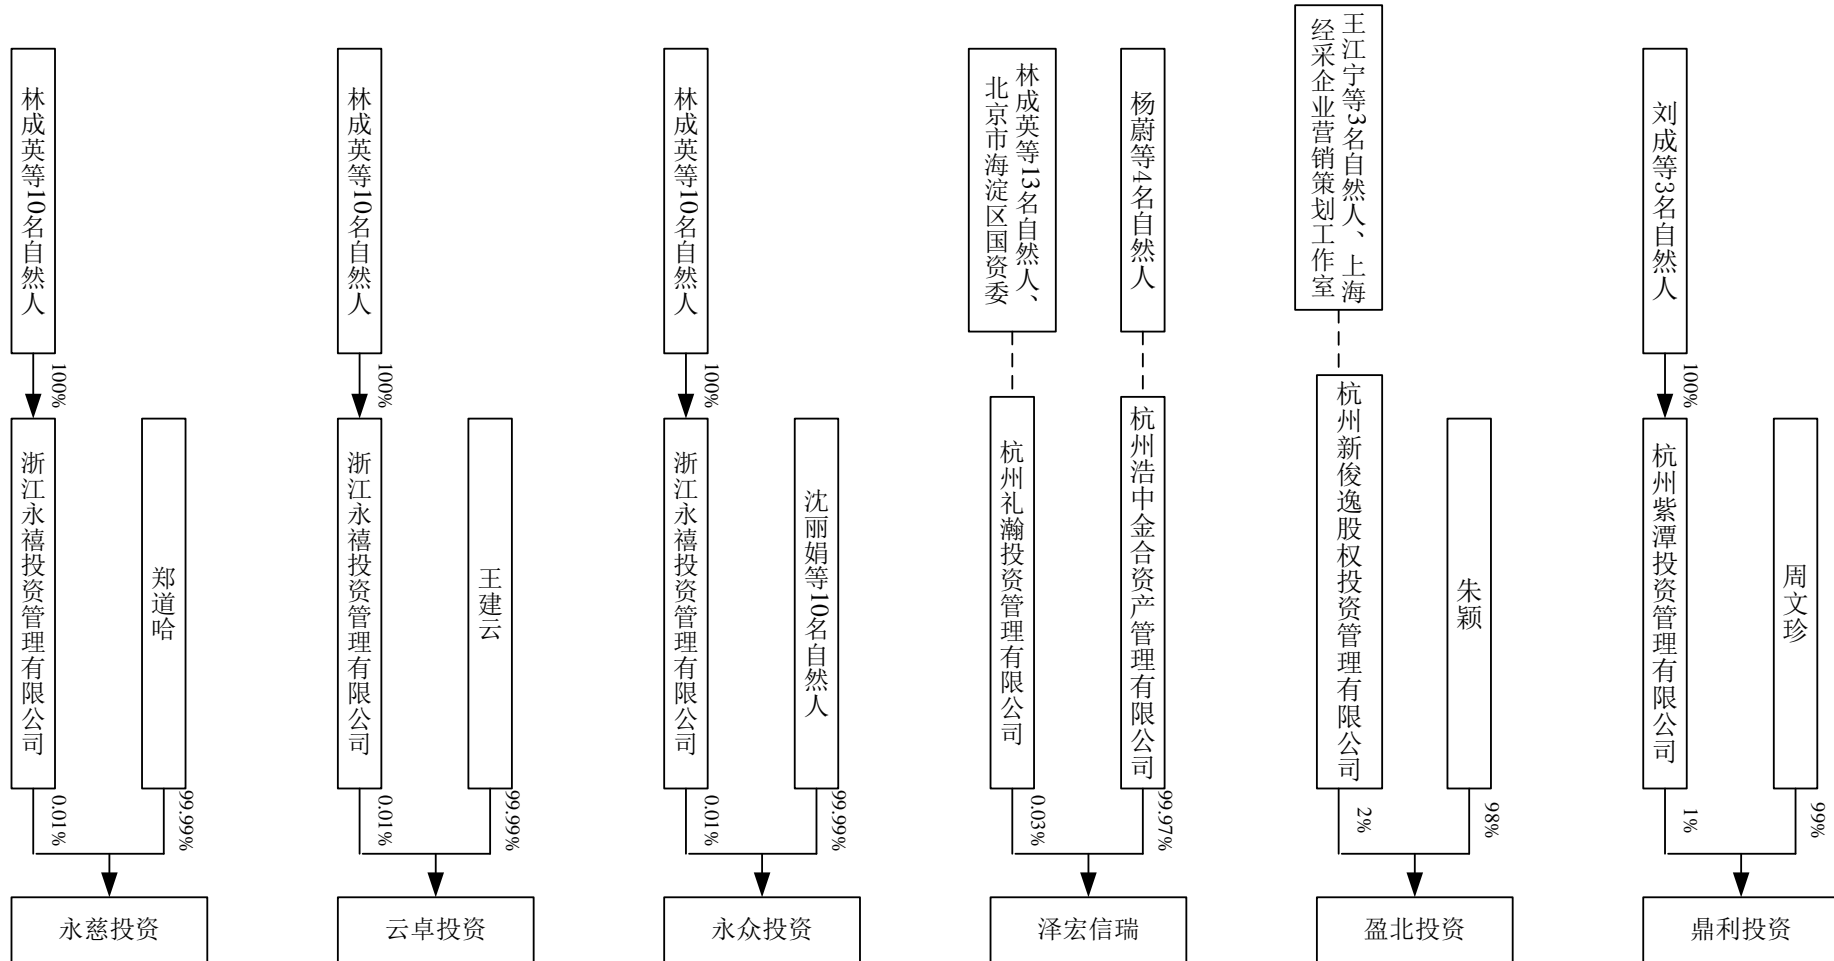 林成英等10名自然人
100%
浙江永禧投资管理有限公司
郑道哈
0.01%
99.99%
永慈投资
林成英等10名自然人
100%
浙江永禧投资管理有限公司
王建云
0.01%
99.99%
云卓投资
林成英等10名自然人
100%
浙江永禧投资管理有限公司
沈丽娟等10名自然人
0.01%
99.99%
永众投资
林成英等13名自然人、
北京市海淀区国资委
杨蔚等4名自然人
杭州礼瀚投资管理有限公司
杭州浩中金合资产管理有限公司
0.03%
99.97%
泽宏信瑞
王江宁等3名自然人、上海
经采企业营销策划工作室
杭州新俊逸股权投资管理有限公司
朱颖
2%
98%
盈北投资
刘成等3名自然人
100%
杭州紫潭投资管理有限公司
周文珍
1%
99%
鼎利投资